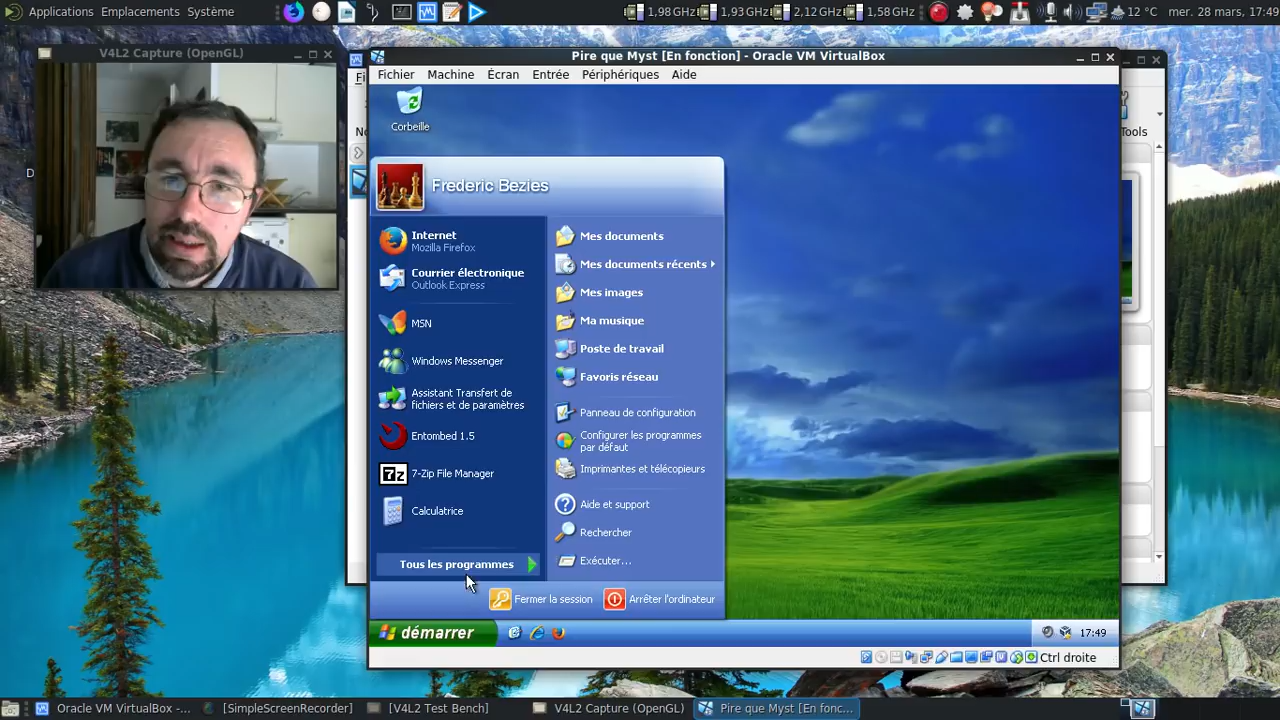 Applications Emplacements Système
1,98 GHz 1,93 GHz 2,12 GHz 1,58 GHz
12 °C mer. 28 mars, 17:49
V4L2 Capture (OpenGL)
Pire que Myst [En fonction] - Oracle VM VirtualBox
Fichier Machine Écran Entrée Périphériques Aide
Tools
Corbeille
Frederic Bezies
Internet
Mozilla Firefox
Courrier électronique
Outlook Express
MSN
Windows Messenger
Assistant Transfert de
fichiers et de paramètres
Entombed 1.5
7-Zip File Manager
Calculatrice
Tous les programmes
Mes documents
Mes documents récents
Mes images
Ma musique
Poste de travail
Favoris réseau
Panneau de configuration
Configurer les programmes
par défaut
Imprimantes et télécopieurs
Aide et support
Rechercher
Exécuter...
Fermer la session Arrêter l'ordinateur
démarrer
17:49
Ctrl droite
Oracle VM VirtualBox -... [SimpleScreenRecorder] [V4L2 Test Bench] V4L2 Capture (OpenGL) Pire que Myst [En fonc...